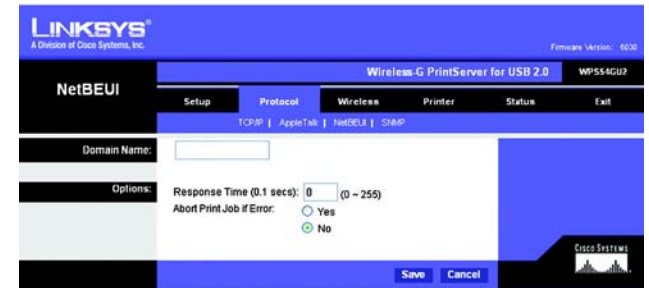 LINKSYS®
A Division of Cisco Systems, Inc.
Firmware Version: 6030
Wireless-G PrintServer for USB 2.0 WPS54GU2
NetBEUI
Setup Protocol Wireless Printer Status Exit
TCP/IP | AppleTalk | NetBEUI | SNMP
Domain Name:
Options: Response Time (0.1 secs): 0 (0 ~ 255)
Abort Print Job if Error: Yes
No
CISCO SYSTEMS
Save Cancel